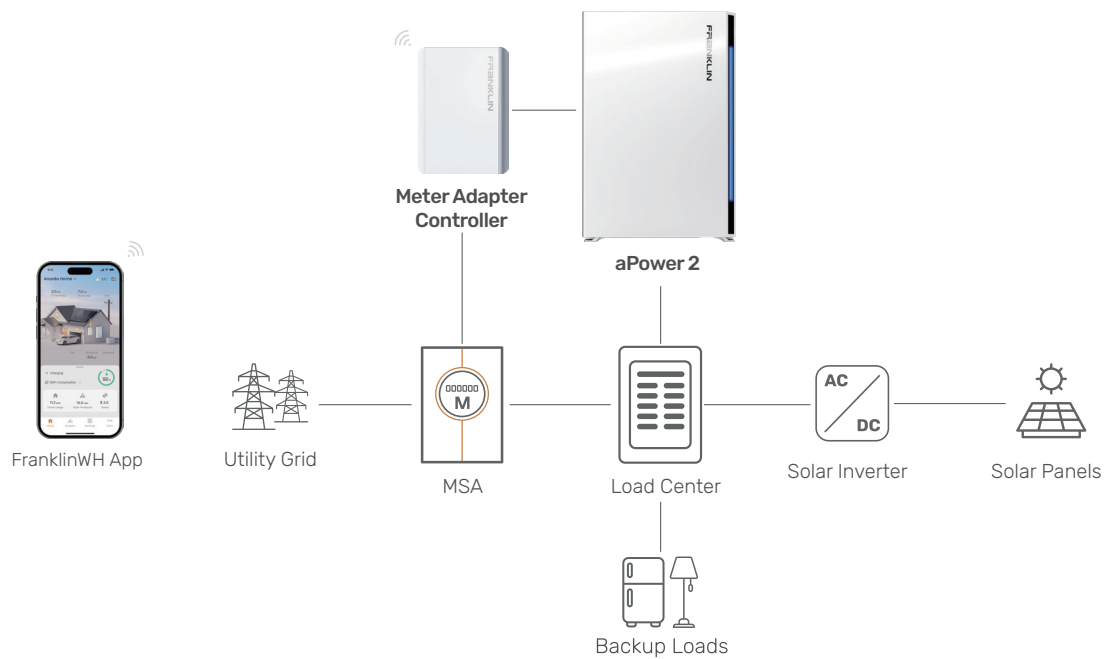 FRANKLIN
FRANKLIN
Meter Adapter
Controller
aPower 2
M
AC
DC
FranklinWH App
Utility Grid
MSA
Load Center
Solar Inverter
Solar Panels
Backup Loads